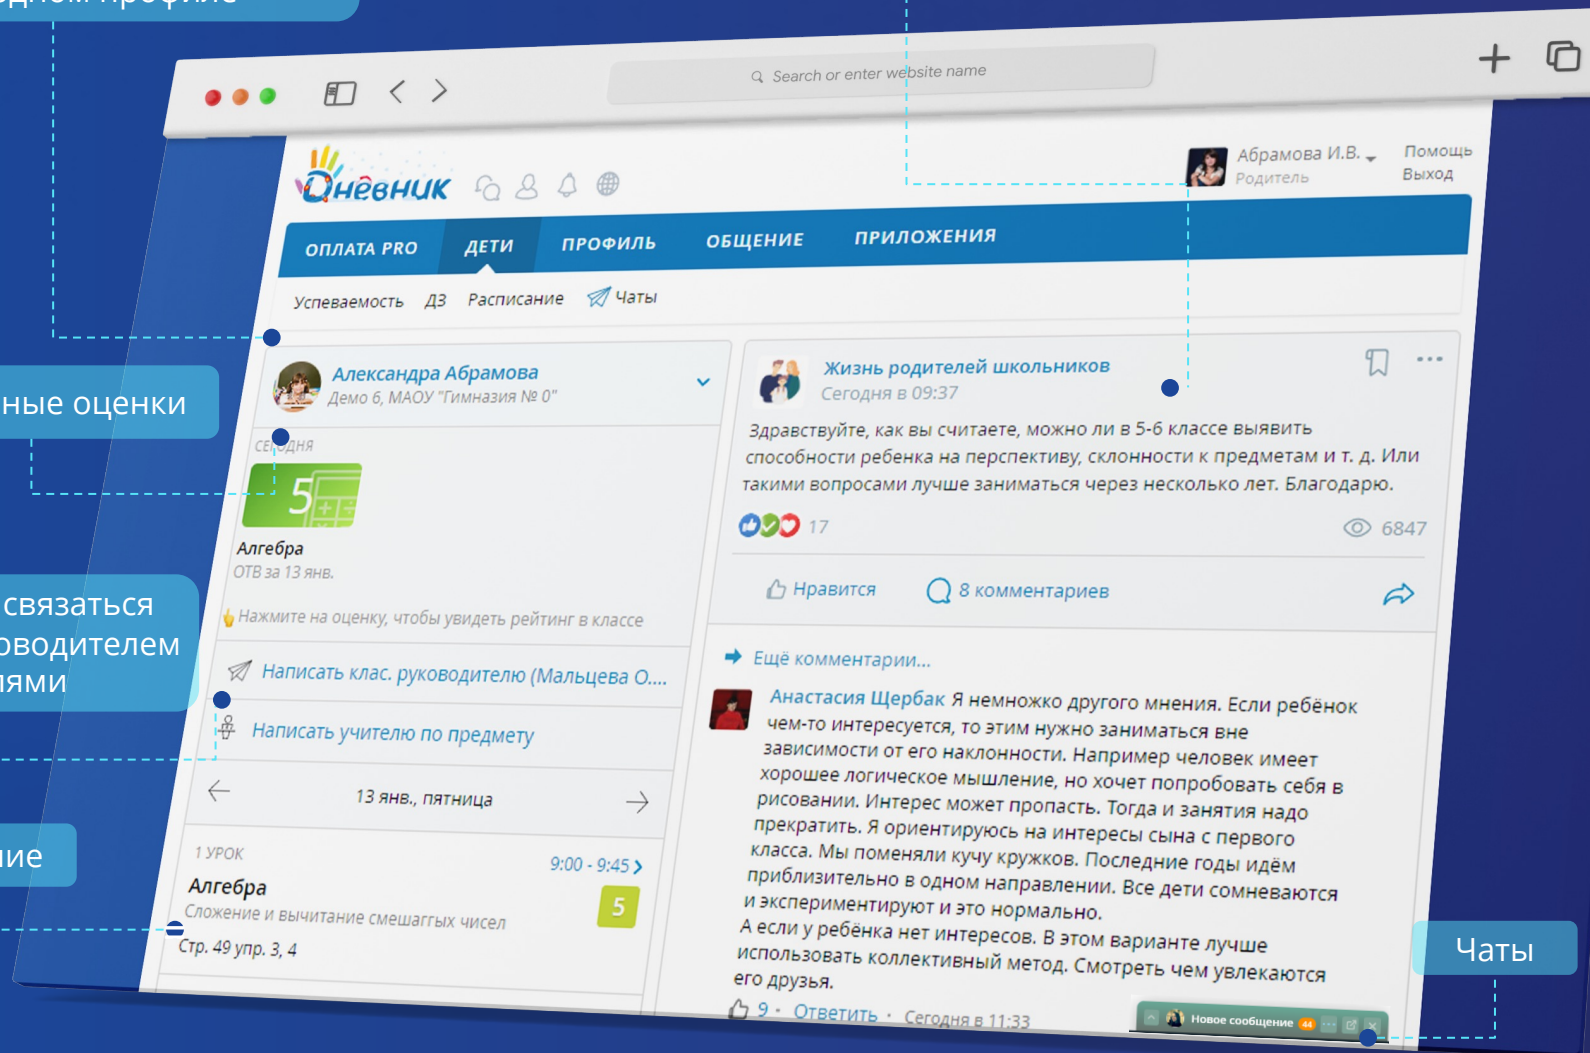 одном профиле
Search or enter website name
Дневник
Абрамова И.В.
Родитель
Помощь
Выход
ОПЛАТА PRO
ДЕТИ
ПРОФИЛЬ
ОБЩЕНИЕ
ПРИЛОЖЕНИЯ
Успеваемость
ДЗ
Расписание
Чаты
Александра Абрамова
Демо 6, МАОУ "Гимназия № 0"
ные оценки
СЕГОДНЯ
5
Алгебра
ОТВ за 13 янв.
Нажмите на оценку, чтобы увидеть рейтинг в классе
связаться
оводителем
лями
Написать клас. руководителю (Мальцева О....
Написать учителю по предмету
13 янв., пятница
ние
1 УРОК
9:00 - 9:45
Алгебра
5
Сложение и вычитание смешаггых чисел
Стр. 49 упр. 3, 4
Жизнь родителей школьников
Сегодня в 09:37
Здравствуйте, как вы считаете, можно ли в 5-6 классе выявить
способности ребенка на перспективу, склонности к предметам и т. д. Или
такими вопросами лучше заниматься через несколько лет. Благодарю.
17
6847
Нравится
8 комментариев
Ещё комментарии...
Анастасия Щербак Я немножко другого мнения. Если ребёнок
чем-то интересуется, то этим нужно заниматься вне
зависимости от его наклонности. Например человек имеет
хорошее логическое мышление, но хочет попробовать себя в
рисовании. Интерес может пропасть. Тогда и занятия надо
прекратить. Я ориентируюсь на интересы сына с первого
класса. Мы поменяли кучу кружков. Последние годы идём
приблизительно в одном направлении. Все дети сомневаются
и экспериментируют и это нормально.
А если у ребёнка нет интересов. В этом варианте лучше
использовать коллективный метод. Смотреть чем увлекаются
его друзья.
9 · Ответить · Сегодня в 11:33
Новое сообщение 44
Чаты